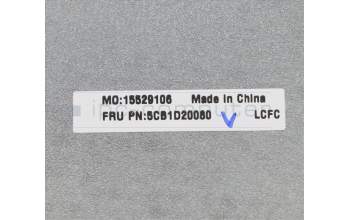 MO:15529106 Made in China
FRU PN:5CB1D20080 LCFC